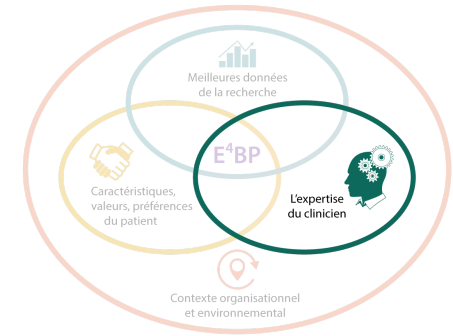 Meilleures données
de la recherche
E⁴BP
Caractéristiques,
valeurs, préférences
du patient
L'expertise
du clinicien
Contexte organisationnel
et environnemental